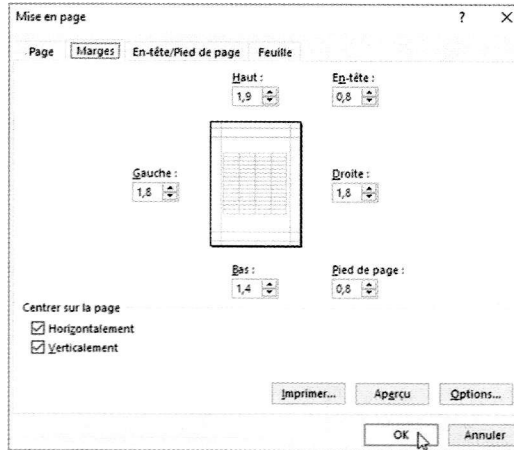 Mise en page ? ×
Page Marges En-tête/Pied de page Feuille
Haut : En-tête :
1,9 0,8
Gauche : Droite :
1,8 1,8
Bas : Pied de page :
1,4 0,8
Centrer sur la page
Horizontalement
Verticalement
Imprimer... Aperçu Options...
OK Annuler